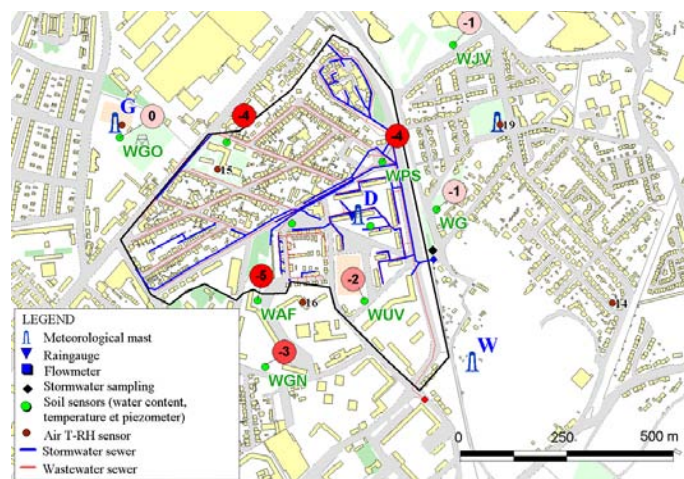 -1
WJV
G
0
WGO
-4
15
-4
WPS
19
D
-1
WG
-5
WAF
16
-2
WUV
14
-3
WGN
W
LEGEND
Meteorological mast
Raingauge
Flowmeter
Stormwater sampling
Soil sensors (water content,
temperature et piezometer)
Air T-RH sensor
Stormwater sewer
Wastewater sewer
0 250 500 m